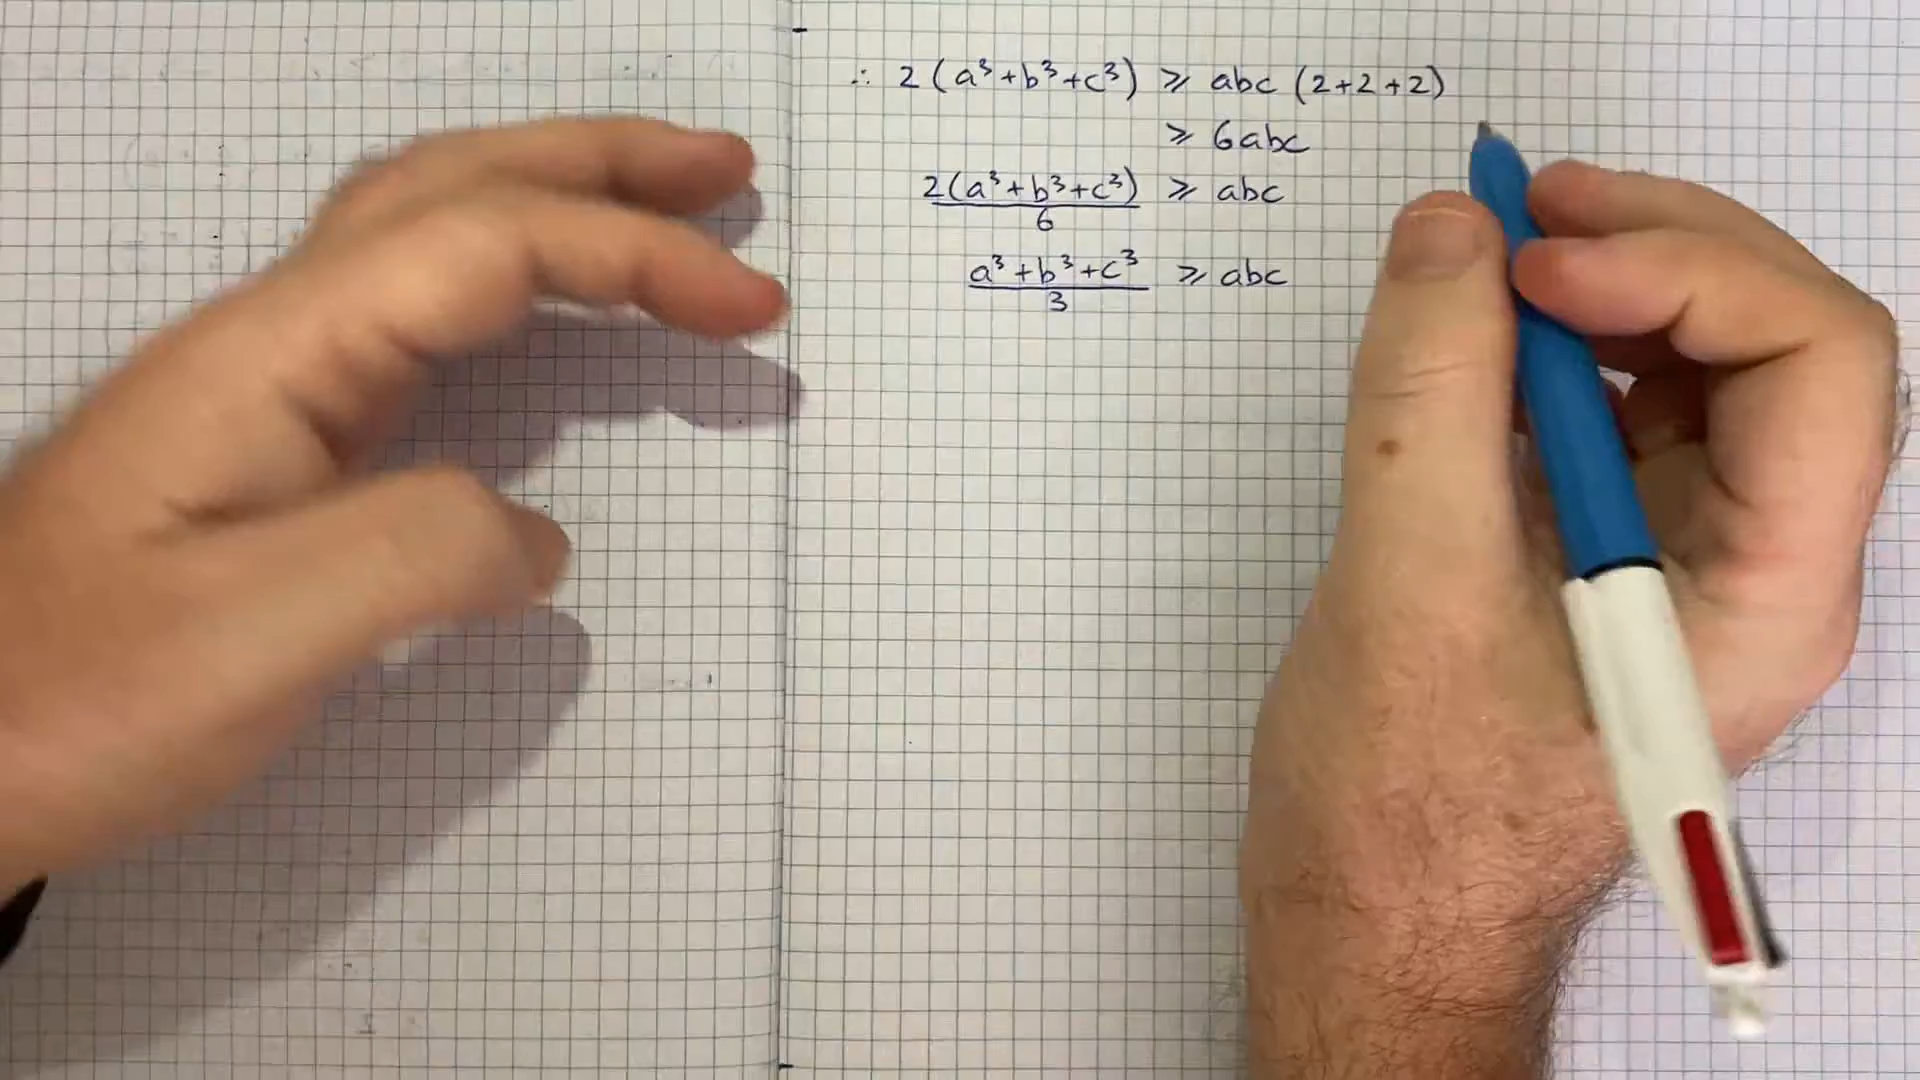 ∴ 2(a³+b³+c³) ⩾ abc (2+2+2)
⩾ 6abc
2(a³+b³+c³)/6 ⩾ abc
a³+b³+c³/3 ⩾ abc